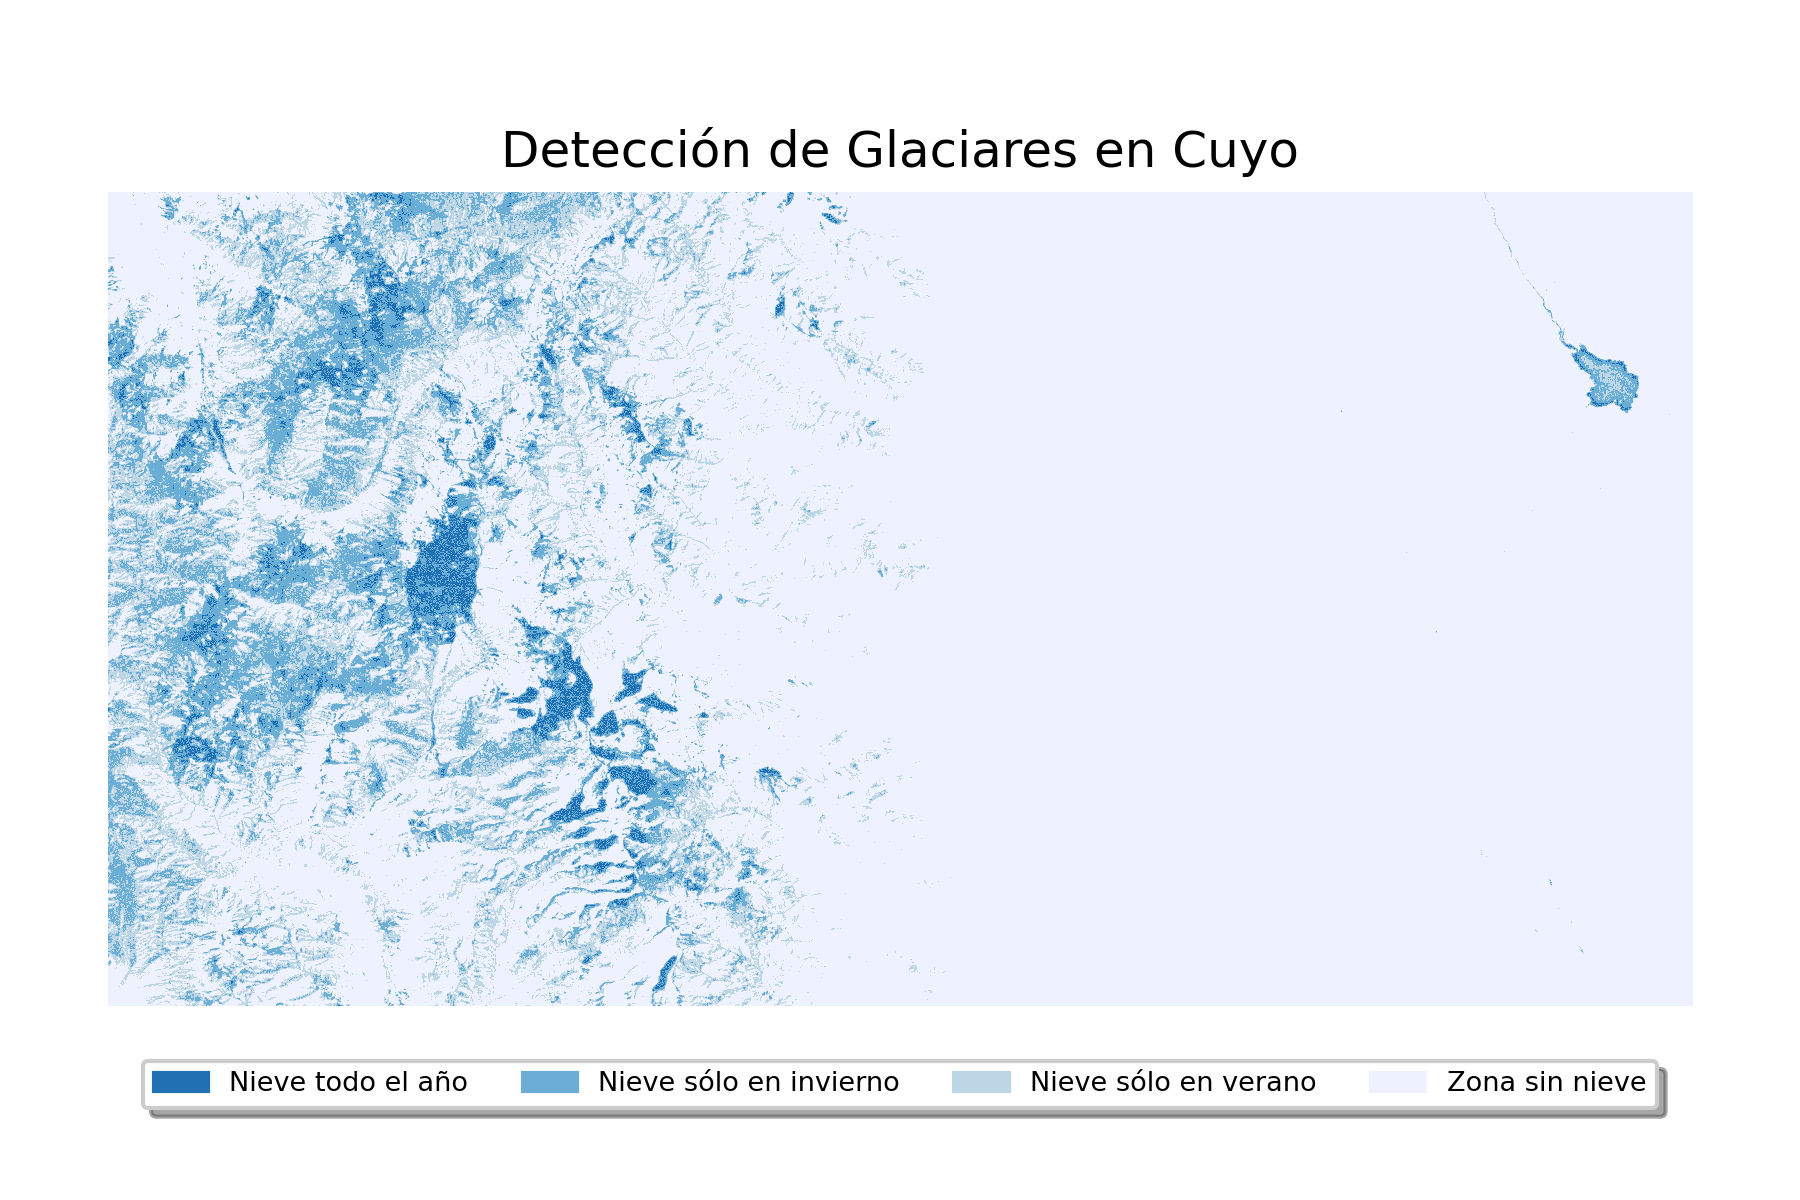 Detección de Glaciares en Cuyo
Nieve todo el año
Nieve sólo en invierno
Nieve sólo en verano
Zona sin nieve